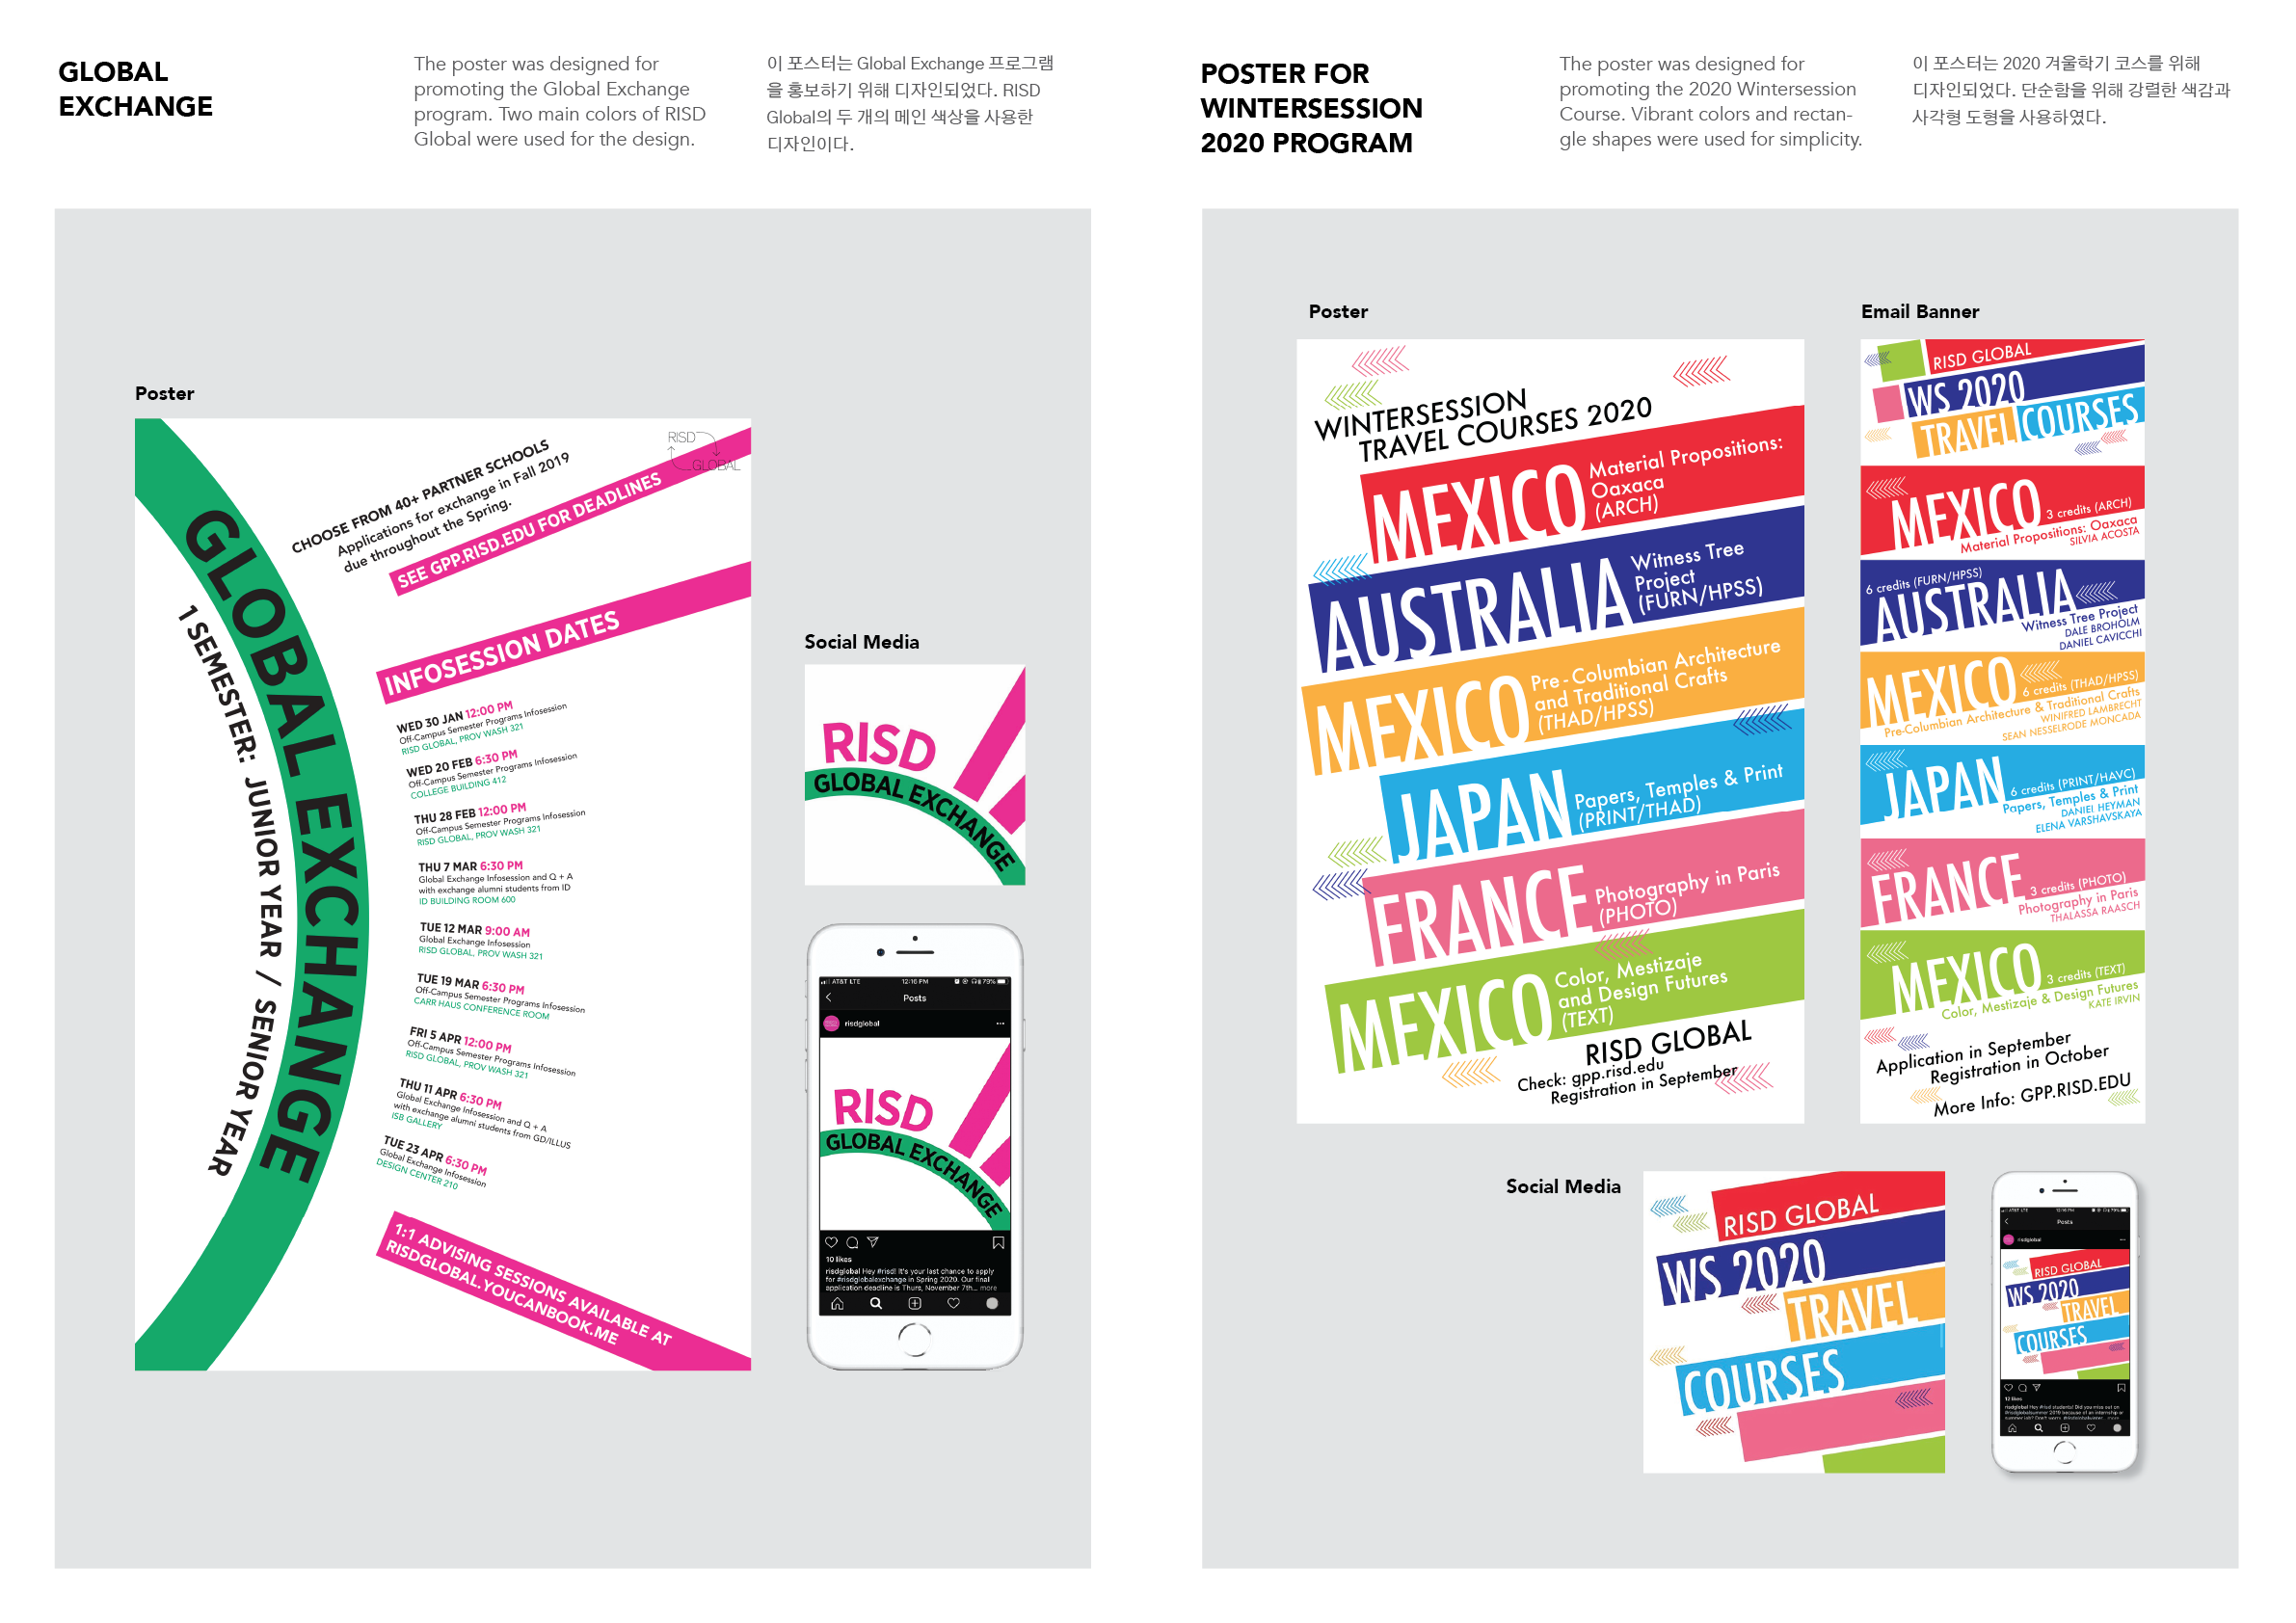 GLOBAL
EXCHANGE
The poster was designed for
promoting the Global Exchange
program. Two main colors of RISD
Global were used for the design.
이 포스터는 Global Exchange 프로그램
을 홍보하기 위해 디자인되었다. RISD
Global의 두 개의 메인 색상을 사용한
디자인이다.
Poster
RISD
GLOBAL
CHOOSE FROM 40+ PARTNER SCHOOLS
Applications for exchange in Fall 2019
due throughout the Spring.
SEE GPP.RISD.EDU FOR DEADLINES
GLOBAL EXCHANGE
1 SEMESTER: JUNIOR YEAR / SENIOR YEAR
INFOSESSION DATES
WED 30 JAN 12:00 PM
Off-Campus Semester Programs Infosession
RISD GLOBAL, PROV WASH 321
WED 20 FEB 6:30 PM
Off-Campus Semester Programs Infosession
COLLEGE BUILDING 412
THU 28 FEB 12:00 PM
Off-Campus Semester Programs Infosession
RISD GLOBAL, PROV WASH 321
THU 7 MAR 6:30 PM
Global Exchange Infosession and Q + A
with exchange alumni students from ID
ID BUILDING ROOM 600
TUE 12 MAR 9:00 AM
Global Exchange Infosession
RISD GLOBAL, PROV WASH 321
TUE 19 MAR 6:30 PM
Off-Campus Semester Programs Infosession
CARR HAUS CONFERENCE ROOM
FRI 5 APR 12:00 PM
Off-Campus Semester Programs Infosession
RISD GLOBAL, PROV WASH 321
THU 11 APR 6:30 PM
Global Exchange Infosession and Q + A
with exchange alumni students from GD/ILLUS
ISB GALLERY
TUE 23 APR 6:30 PM
Global Exchange Infosession
DESIGN CENTER 210
1:1 ADVISING SESSIONS AVAILABLE AT
RISDGLOBAL.YOUCANBOOK.ME
Social Media
RISD
GLOBAL EXCHANGE
AT&T LTE 12:16 PM 79%
Posts
risdglobal
RISD
GLOBAL EXCHANGE
10 likes
risdglobal Hey #risd! It's your last chance to apply
for #risdglobalexchange in Spring 2020. Our final
application deadline is Thurs, November 7th... more
POSTER FOR
WINTERSESSION
2020 PROGRAM
The poster was designed for
promoting the 2020 Wintersession
Course. Vibrant colors and rectan-
gle shapes were used for simplicity.
이 포스터는 2020 겨울학기 코스를 위해
디자인되었다. 단순함을 위해 강렬한 색감과
사각형 도형을 사용하였다.
Poster
WINTERSESSION
TRAVEL COURSES 2020
MEXICO
Material Propositions:
Oaxaca
(ARCH)
AUSTRALIA
Witness Tree
Project
(FURN/HPSS)
MEXICO
Pre-Columbian Architecture
and Traditional Crafts
(THAD/HPSS)
JAPAN
Papers, Temples & Print
(PRINT/THAD)
FRANCE
Photography in Paris
(PHOTO)
MEXICO
Color, Mestizaje
and Design Futures
(TEXT)
RISD GLOBAL
Check: gpp.risd.edu
Registration in September
Email Banner
RISD GLOBAL
WS 2020
TRAVEL COURSES
MEXICO 3 credits (ARCH)
Material Propositions: Oaxaca
SILVIA ACOSTA
6 credits (FURN/HPSS)
AUSTRALIA
Witness Tree Project
DALE BROHOLM
DANIEL CAVICCHI
MEXICO 6 credits (THAD/HPSS)
Pre-Columbian Architecture & Traditional Crafts
WINIFRED LAMBRECHT
SEAN NESSELRODE MONCADA
JAPAN 6 credits (PRINT/HAVC)
Papers, Temples & Print
DANIEL HEYMAN
ELENA VARSHAVSKAYA
FRANCE 3 credits (PHOTO)
Photography in Paris
THALASSA RAASCH
MEXICO 3 credits (TEXT)
Color, Mestizaje & Design Futures
KATE IRVIN
Application in September
Registration in October
More Info: GPP.RISD.EDU
Social Media
RISD GLOBAL
WS 2020
TRAVEL
COURSES
AT&T LTE 12:16 PM 79%
Posts
risdglobal
RISD GLOBAL
WS 2020
TRAVEL
COURSES
12 likes
risdglobal Hey #risd students! Did you miss out on
#risdglobalsummer 2019 because of an internship or